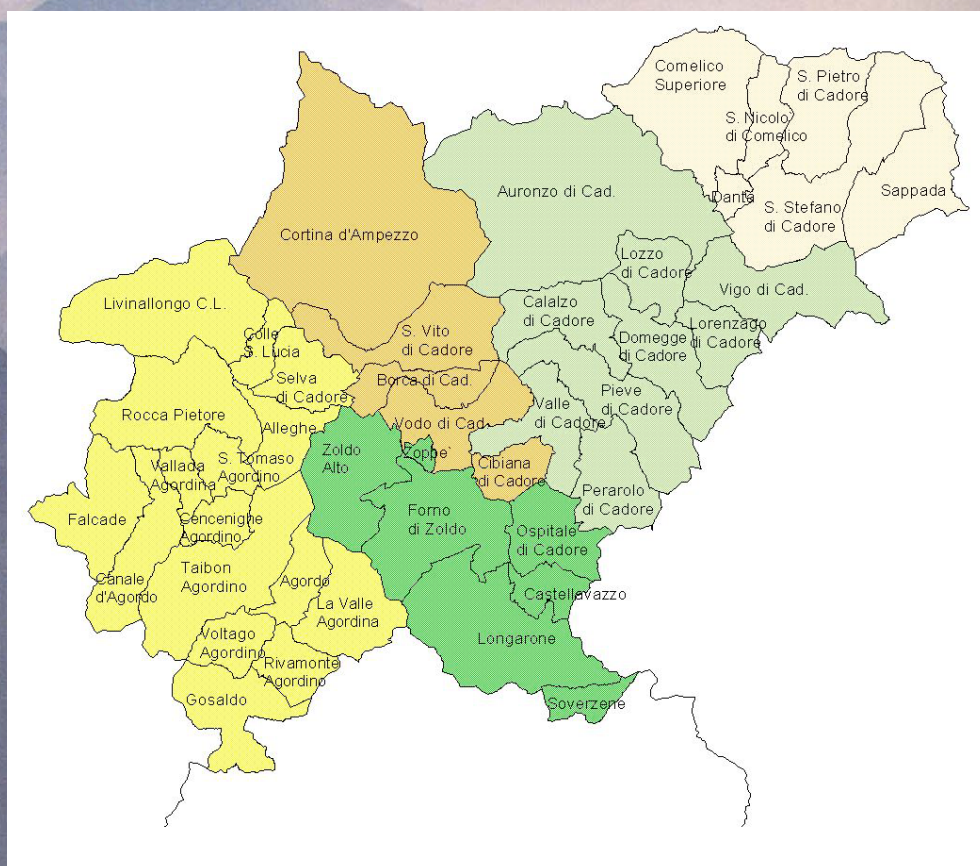 Comelico
Superiore
S. Pietro
di Cadore
S. Nicolo
di Comelico
Danta
S. Stefano
di Cadore
Sappada
Auronzo di Cad.
Cortina d'Ampezzo
Lozzo
di Cadore
Vigo di Cad.
Livinallongo C.L.
Calalzo
di Cadore
Lorenzago
di Cadore
Domegge
di Cadore
S. Vito
di Cadore
Colle
S. Lucia
Selva
di Cadore
Borca di Cad.
Pieve
di Cadore
Valle
di Cadore
Rocca Pietore
Alleghe
Vodo di Cad.
Zoldo
Alto
Zoppe`
Cibiana
di Cadore
S. Tomaso
Agordino
Vallada
Agordina
Perarolo
di Cadore
Falcade
Cencenighe
Agordino
Forno
di Zoldo
Ospitale
di Cadore
Taibon
Agordino
Canale
d'Agordo
Agordo
La Valle
Agordina
Castellavazzo
Voltago
Agordino
Longarone
Rivamonte
Agordino
Gosaldo
Soverzene